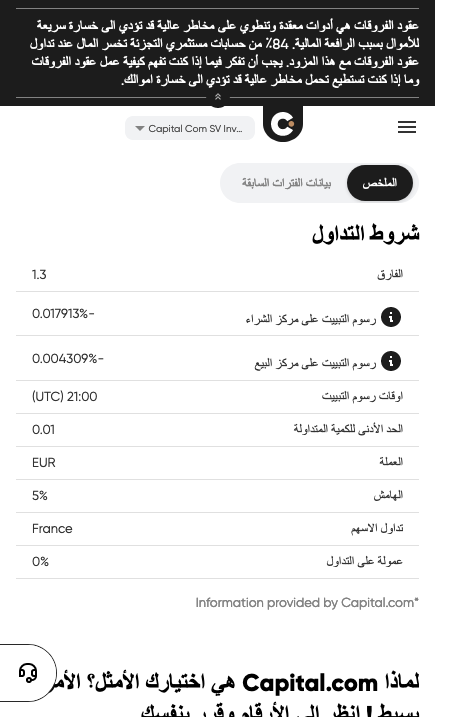 عقود الفروقات هي أدوات معقدة وتنطوي على مخاطر عالية قد تؤدي الى خسارة سريعة
للأموال بسبب الرافعة المالية. 84٪ من حسابات مستثمري التجزئة تخسر المال عند تداول
عقود الفروقات مع هذا المزود. يجب أن تفكر فيما إذا كنت تفهم كيفية عمل عقود الفروقات
وما إذا كنت تستطيع تحمل مخاطر عالية قد تؤدي الى خسارة اموالك.
Capital Com SV Inv...
الملخص
بيانات الفترات السابقة
شروط التداول
الفارق 1.3
رسوم التبييت على مركز الشراء -0.017913%
رسوم التبييت على مركز البيع -0.004309%
اوقات رسوم التبييت 21:00 (UTC)
الحد الأدنى للكمية المتداولة 0.01
العملة EUR
الهامش 5%
تداول الاسهم France
عمولة على التداول 0%
*Information provided by Capital.com
لماذا Capital.com هي اختيارك الأمثل؟ الأمر
بسيط ! انظر إلى الأرقام وقرر بنفسك